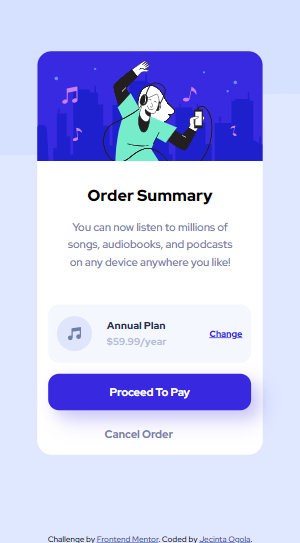 Order Summary
You can now listen to millions of
songs, audiobooks, and podcasts
on any device anywhere you like!
Annual Plan
$59.99/year
Change
Proceed To Pay
Cancel Order
Challenge by Frontend Mentor. Coded by Jecinta Ogola.